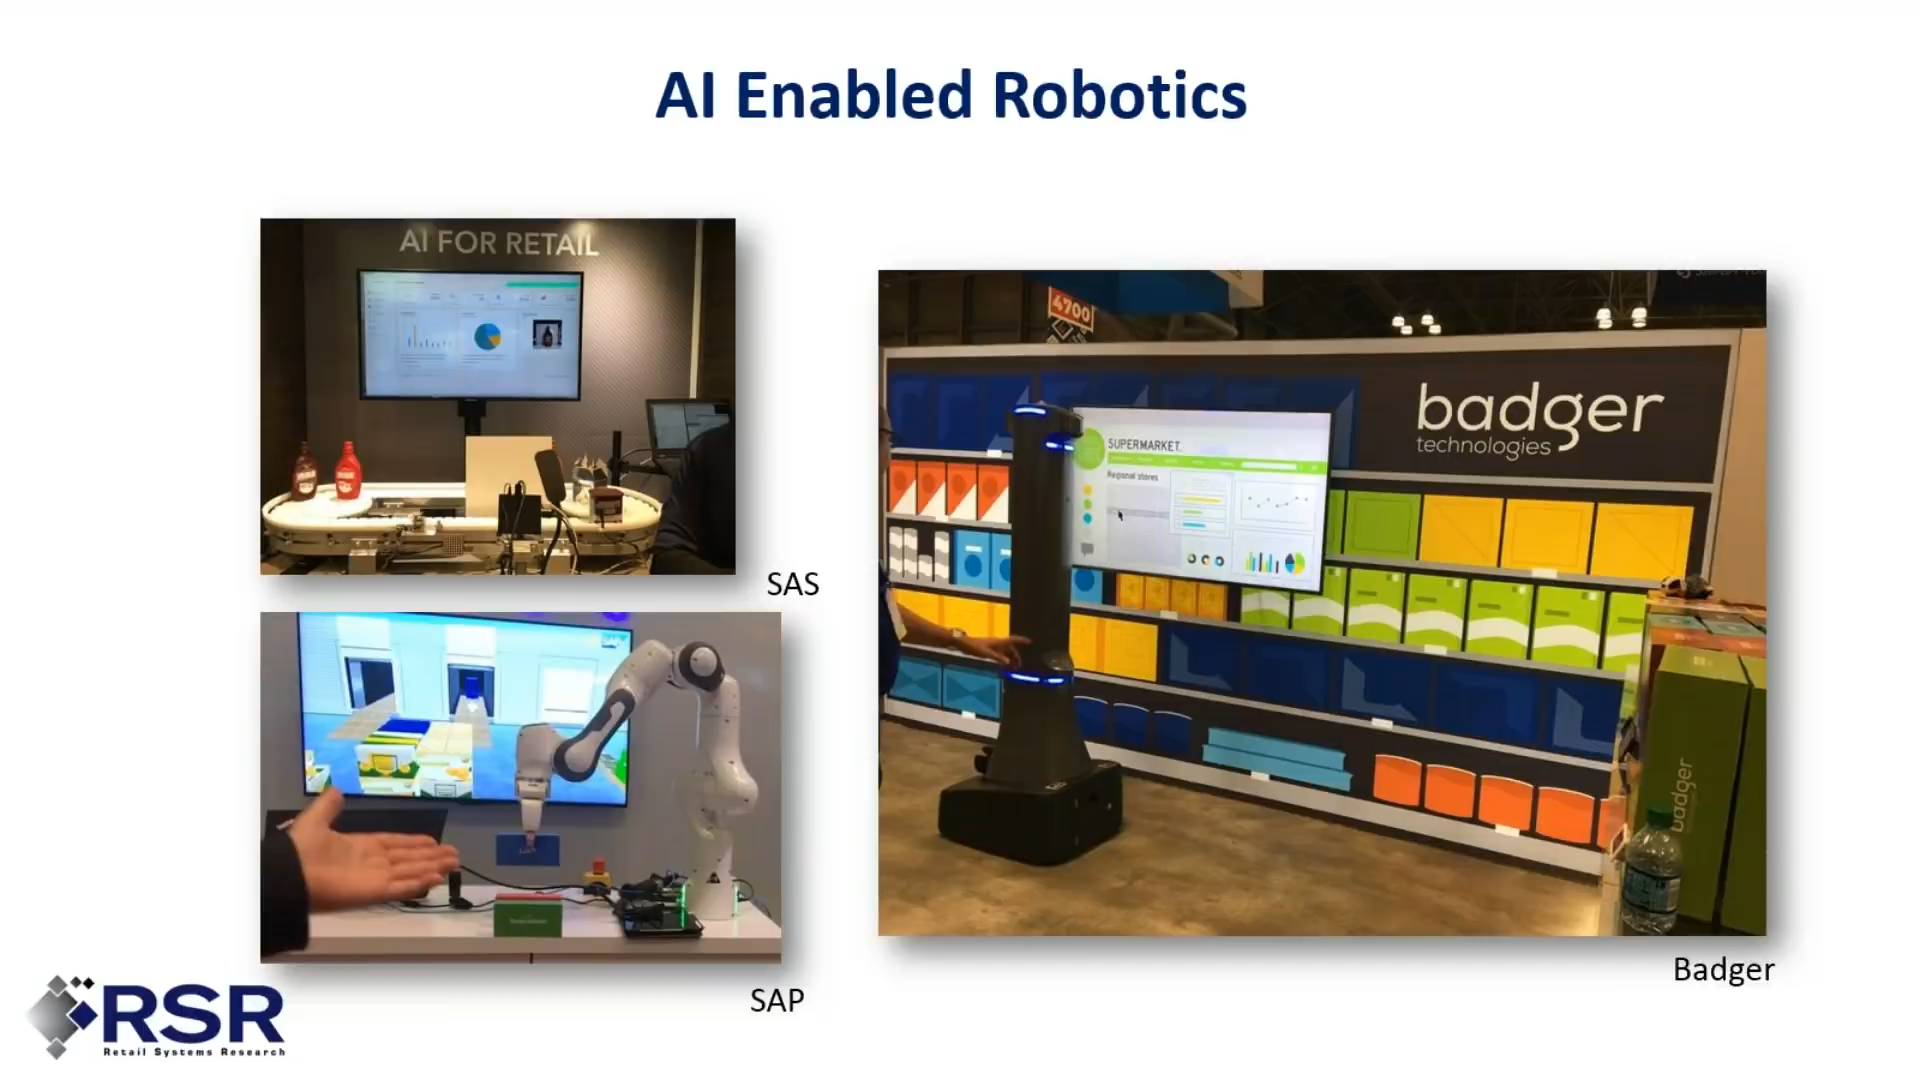 AI Enabled Robotics
AI FOR RETAIL
SAS
SAP
4700
badger
technologies
SUPERMARKET.
Regional stores
badger
Badger
RSR
Retail Systems Research